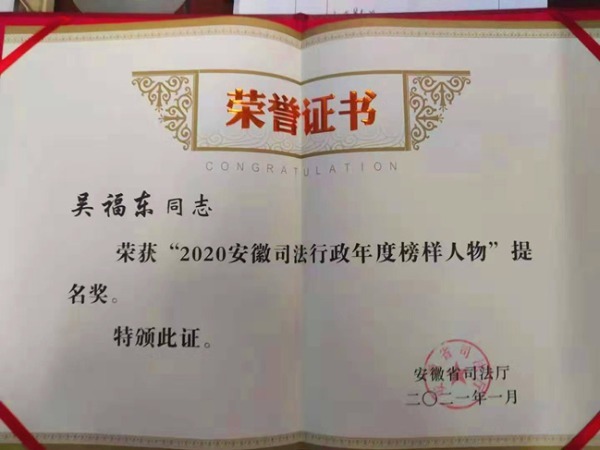 荣誉证书
CONGRATULATION
吴福东同志
荣获“2020安徽司法行政年度榜样人物”提
名奖。
特颁此证。
安徽省司法厅
二〇二一年一月